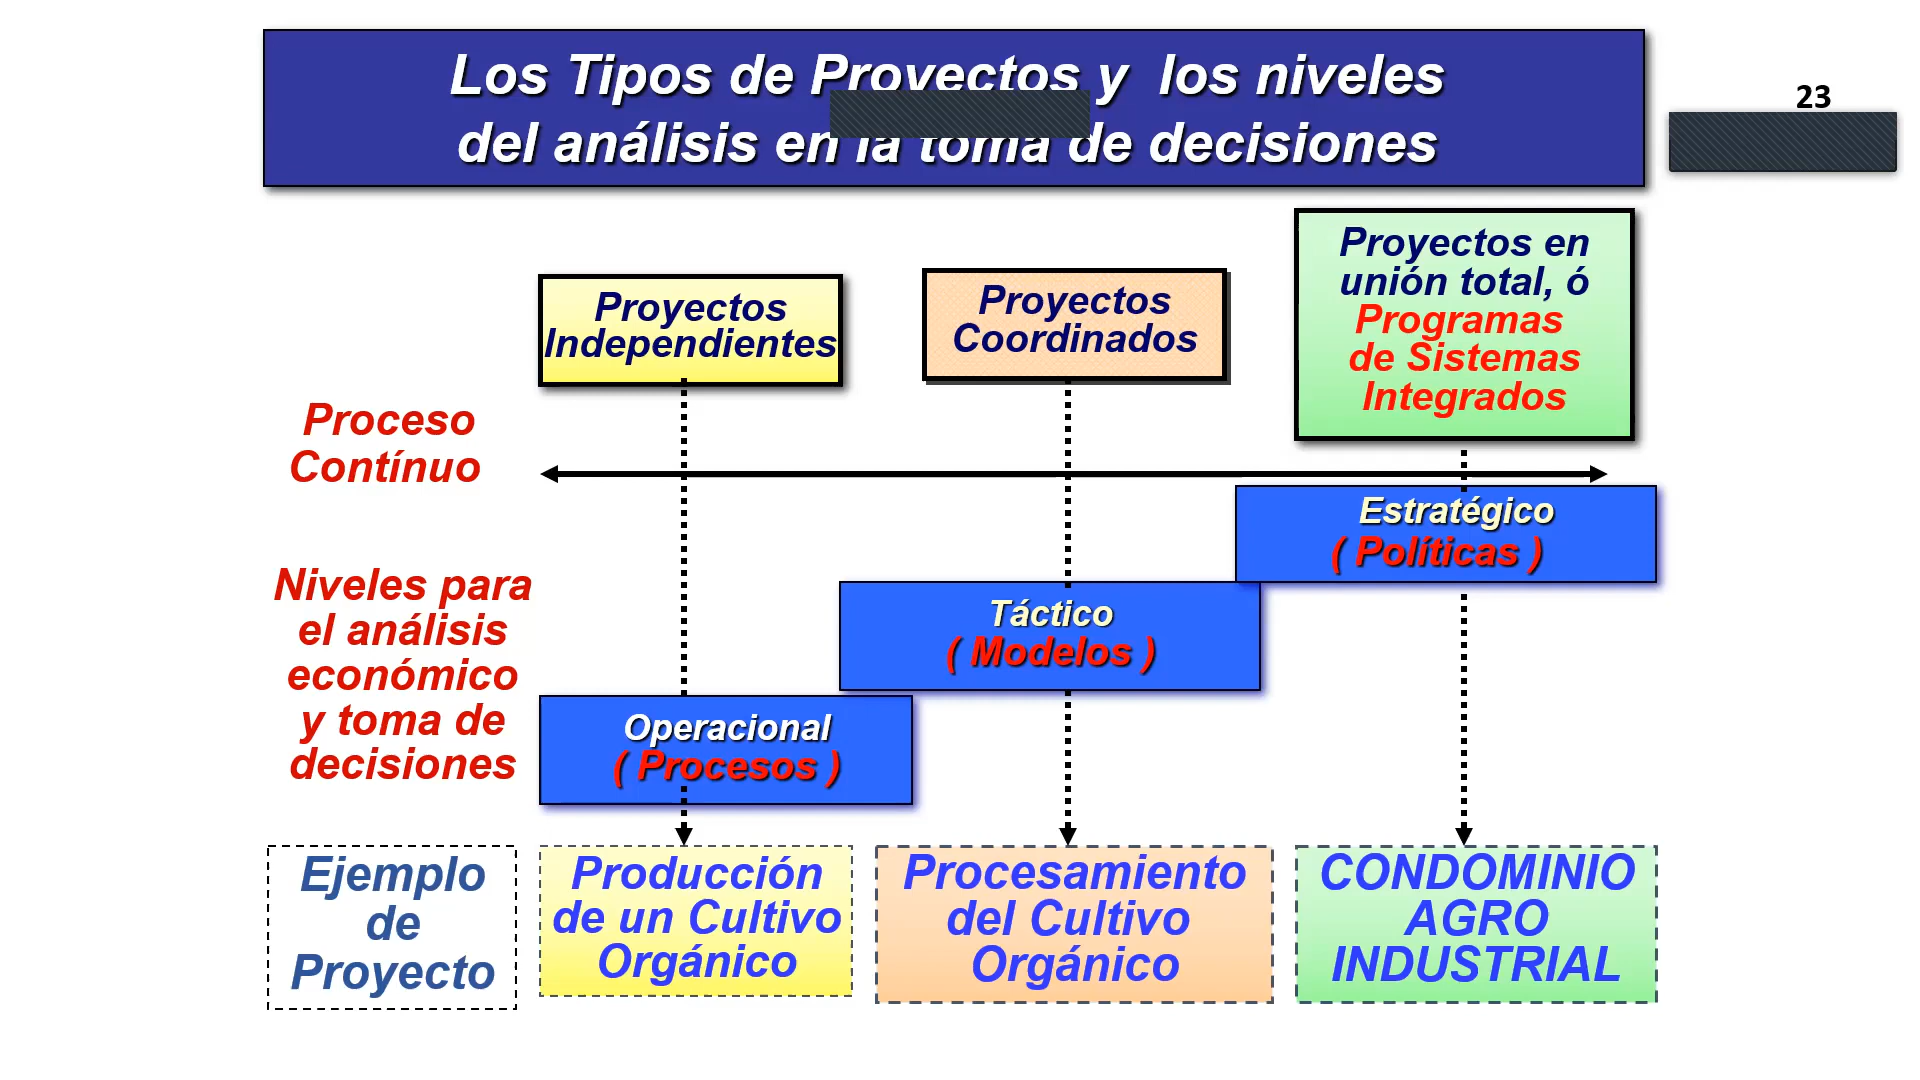 Los Tipos de Proyectos y los niveles
del análisis en la toma de decisiones
23
Proyectos
Independientes
Proyectos
Coordinados
Proyectos en
unión total, ó
Programas
de Sistemas
Integrados
Proceso
Contínuo
Estratégico
( Políticas )
Táctico
( Modelos )
Operacional
( Procesos )
Niveles para
el análisis
económico
y toma de
decisiones
Ejemplo
de
Proyecto
Producción
de un Cultivo
Orgánico
Procesamiento
del Cultivo
Orgánico
CONDOMINIO
AGRO
INDUSTRIAL